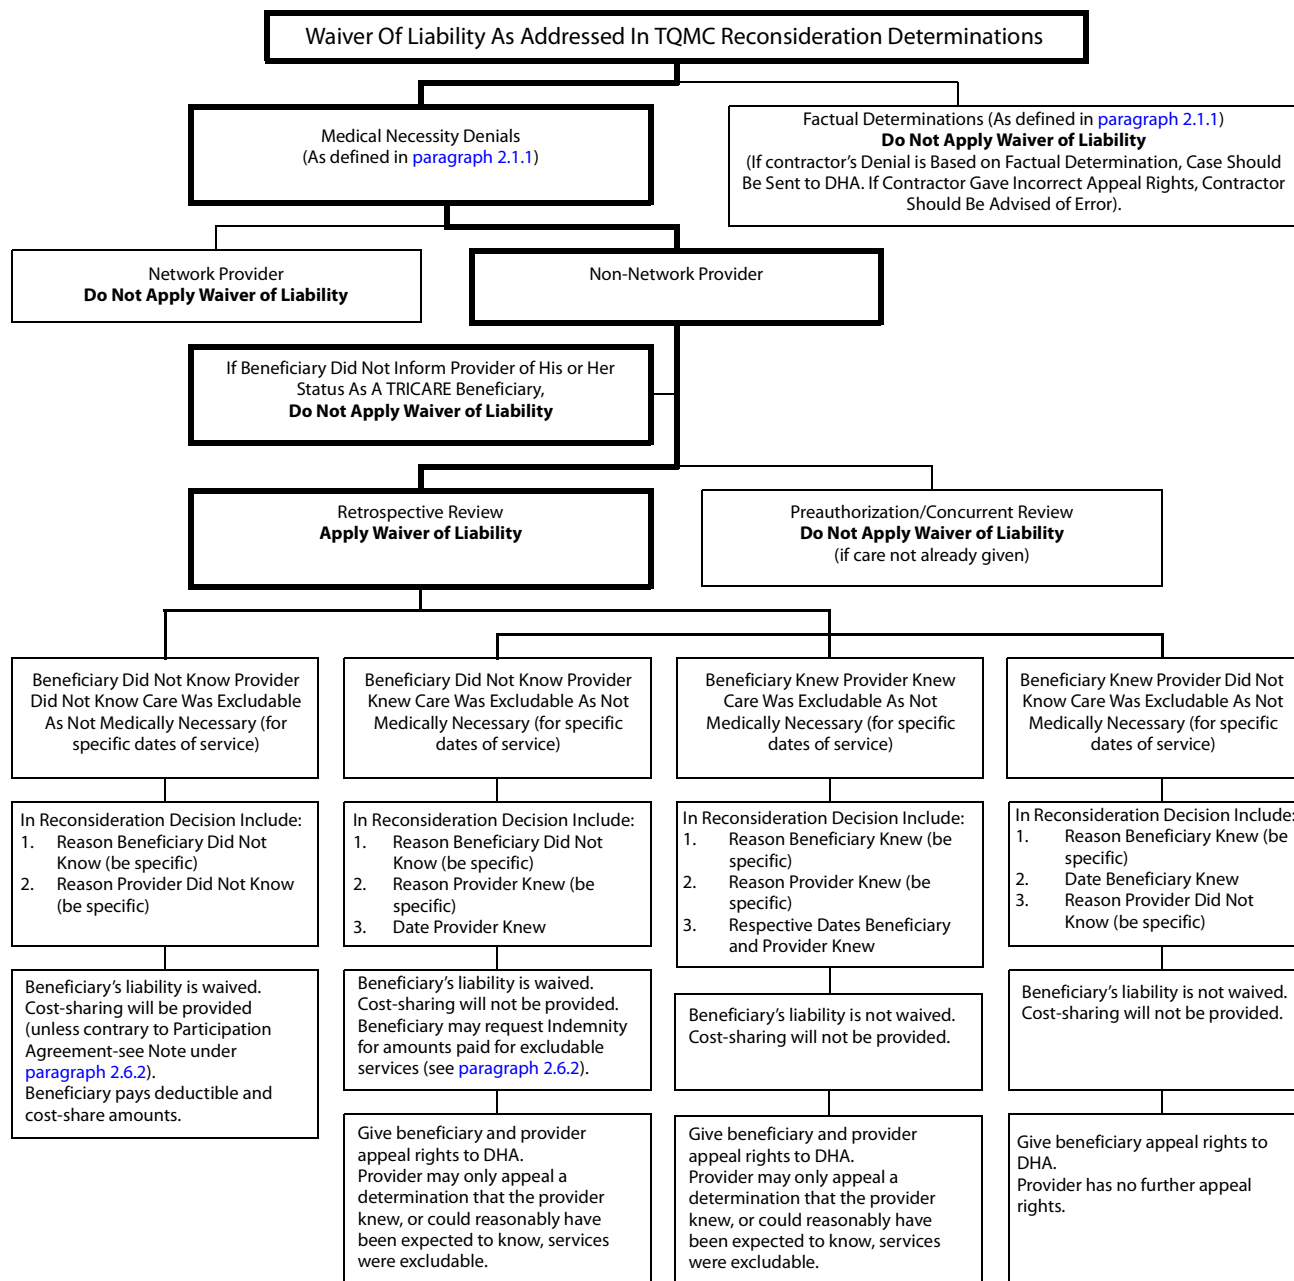 Waiver Of Liability As Addressed In TQMC Reconsideration Determinations
Medical Necessity Denials
(As defined in paragraph 2.1.1)
Factual Determinations (As defined in paragraph 2.1.1)
Do Not Apply Waiver of Liability
(If contractor’s Denial is Based on Factual Determination, Case Should
Be Sent to DHA. If Contractor Gave Incorrect Appeal Rights, Contractor
Should Be Advised of Error).
Network Provider
Do Not Apply Waiver of Liability
Non-Network Provider
If Beneficiary Did Not Inform Provider of His or Her
Status As A TRICARE Beneficiary,
Do Not Apply Waiver of Liability
Retrospective Review
Apply Waiver of Liability
Preauthorization/Concurrent Review
Do Not Apply Waiver of Liability
(if care not already given)
Beneficiary Did Not Know Provider
Did Not Know Care Was Excludable
As Not Medically Necessary (for
specific dates of service)
Beneficiary Did Not Know Provider
Knew Care Was Excludable As Not
Medically Necessary (for specific
dates of service)
Beneficiary Knew Provider Knew
Care Was Excludable As Not
Medically Necessary (for specific
dates of service)
Beneficiary Knew Provider Did Not
Know Care Was Excludable As Not
Medically Necessary (for specific
dates of service)
In Reconsideration Decision Include:
1. Reason Beneficiary Did Not
Know (be specific)
2. Reason Provider Did Not Know
(be specific)
In Reconsideration Decision Include:
1. Reason Beneficiary Did Not
Know (be specific)
2. Reason Provider Knew (be
specific)
3. Date Provider Knew
In Reconsideration Decision Include:
1. Reason Beneficiary Knew (be
specific)
2. Reason Provider Knew (be
specific)
3. Respective Dates Beneficiary
and Provider Knew
In Reconsideration Decision Include:
1. Reason Beneficiary Knew (be
specific)
2. Date Beneficiary Knew
3. Reason Provider Did Not
Know (be specific)
Beneficiary’s liability is waived.
Cost-sharing will be provided
(unless contrary to Participation
Agreement-see Note under
paragraph 2.6.2).
Beneficiary pays deductible and
cost-share amounts.
Beneficiary’s liability is waived.
Cost-sharing will not be provided.
Beneficiary may request Indemnity
for amounts paid for excludable
services (see paragraph 2.6.2).
Beneficiary’s liability is not waived.
Cost-sharing will not be provided.
Beneficiary’s liability is not waived.
Cost-sharing will not be provided.
Give beneficiary and provider
appeal rights to DHA.
Provider may only appeal a
determination that the provider
knew, or could reasonably have
been expected to know, services
were excludable.
Give beneficiary and provider
appeal rights to DHA.
Provider may only appeal a
determination that the provider
knew, or could reasonably have
been expected to know, services
were excludable.
Give beneficiary appeal rights to
DHA.
Provider has no further appeal
rights.